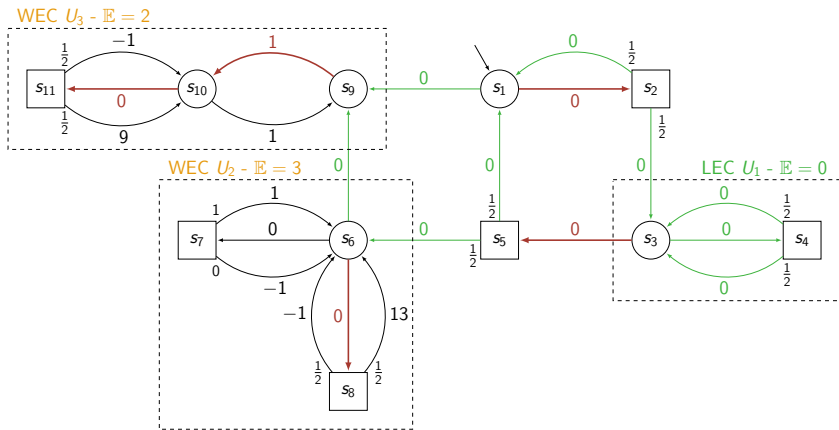 WEC U₃ - 𝔼 = 2
½ −1 1 0 ½
s₁₁ s₁₀ s₉ 0 s₁ s₂
0 0
½ 9 1 ½
0 0 0
WEC U₂ - 𝔼 = 3 LEC U₁ - 𝔼 = 0
1 1 ½ 0 ½
s₇ 0 s₆ 0 s₅ 0 s₃ 0 s₄
0 ½ ½
−1 0
−1 0 13
½ ½
s₈